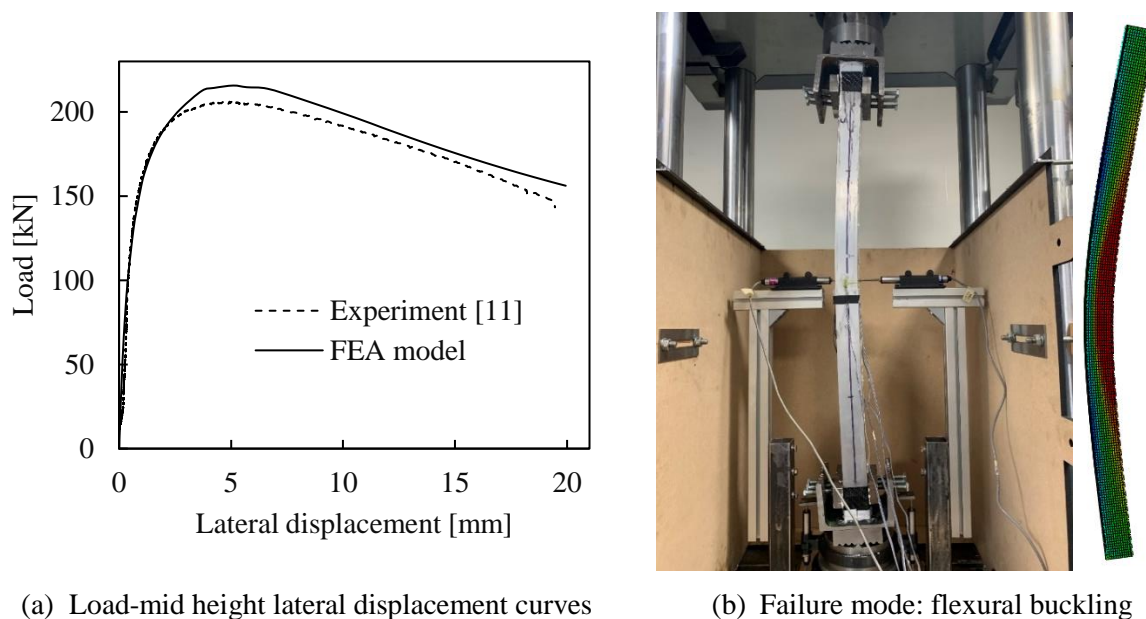 200
150
100
50
0
Load [kN]
Experiment [11]
FEA model
0 5 10 15 20
Lateral displacement [mm]
(a) Load-mid height lateral displacement curves
(b) Failure mode: flexural buckling